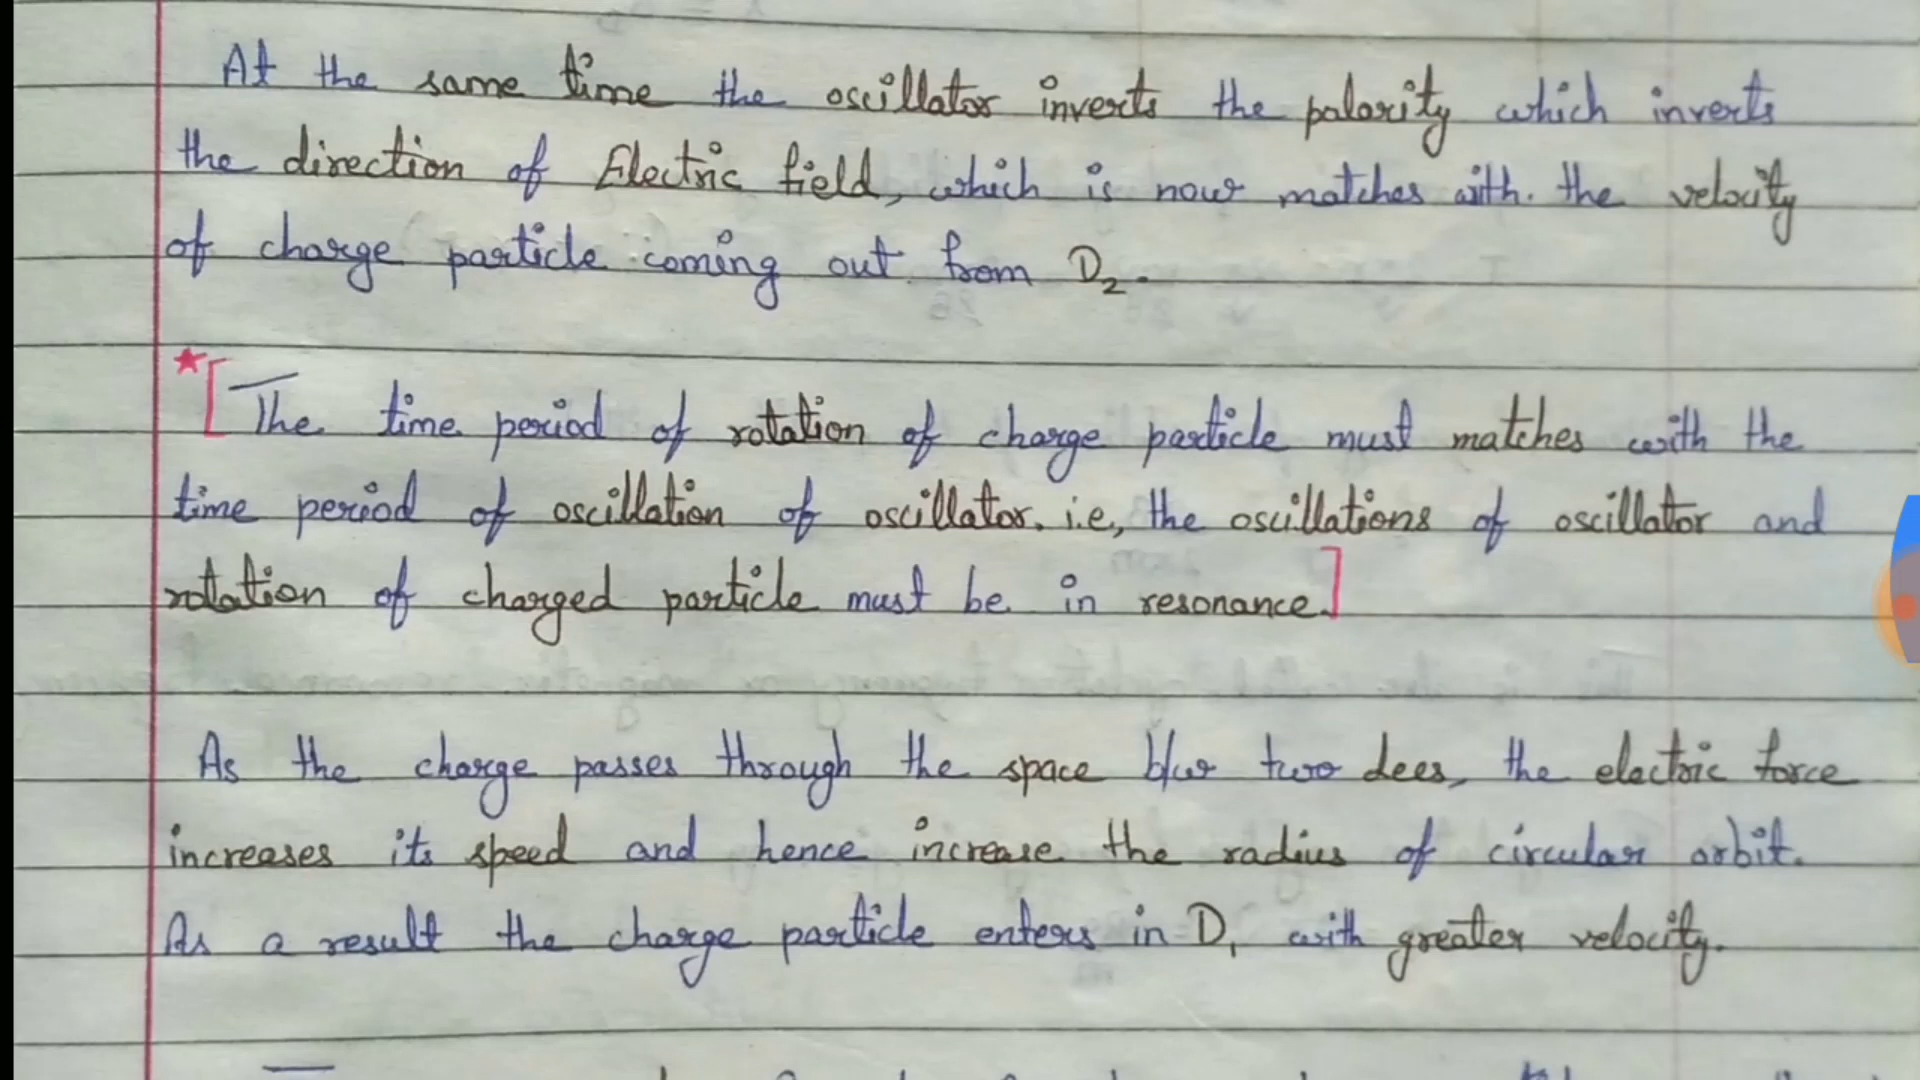 At the same time the oscillator inverts the polarity which inverts
the direction of Electric field, which is now matches with. the velocity
of charge particle coming out from D₂.
*[The time period of rotation of charge particle must matches with the
time period of oscillation of oscillator. i.e., the oscillations of oscillator and
rotation of charged particle must be in resonance.]
As the charge passes through the space b/w two dees, the electric force
increases its speed and hence increase the radius of circular orbit.
As a result the charge particle enters in D₁ with greater velocity.